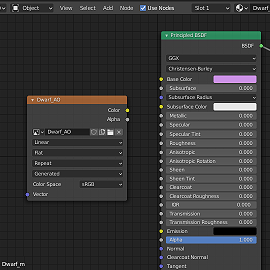 Object View Select Add Node Use Nodes Slot 1 Dwarf
Principled BSDF
BSDF
GGX
Christensen-Burley
Base Color
Subsurface 0.000
Subsurface Radius
Subsurface Color
Metallic 0.000
Specular 0.000
Specular Tint 0.000
Roughness 0.000
Anisotropic 0.000
Anisotropic Rotation 0.000
Sheen 0.000
Sheen Tint 0.000
Clearcoat 0.000
Clearcoat Roughness 0.000
IOR 0.000
Transmission 0.000
Transmission Roughness 0.000
Emission
Alpha 1.000
Normal
Clearcoat Normal
Tangent
Dwarf_AO
Color
Alpha
Dwarf_AO
Linear
Flat
Repeat
Generated
Color Space sRGB
Vector
Dwarf_m